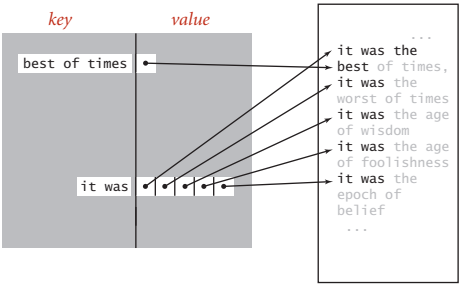 key value
best of times
it was
...
it was the
best of times,
it was the
worst of times
it was the age
of wisdom
it was the age
of foolishness
it was the
epoch of
belief
...